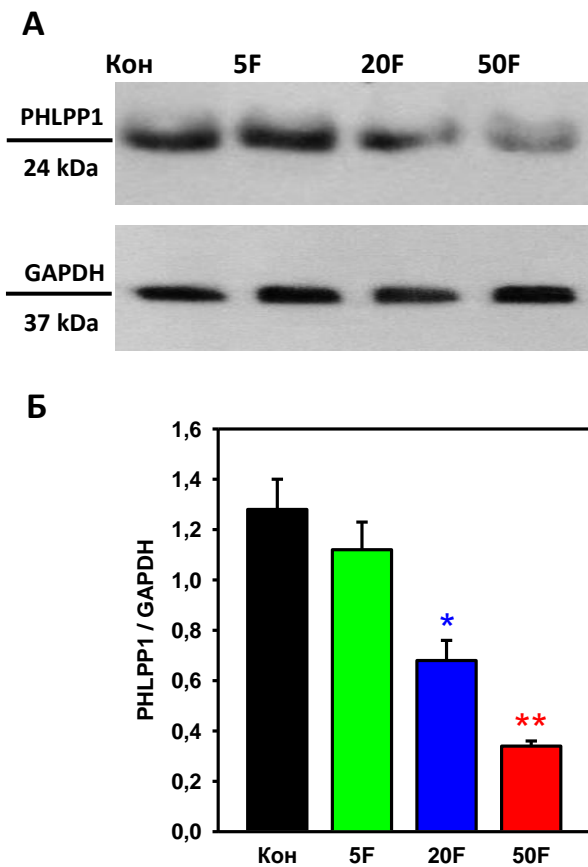 А
Кон 5F 20F 50F
PHLPP1
24 kDa
GAPDH
37 kDa
Б
1,6
1,4
1,2
1,0
0,8
0,6
0,4
0,2
0,0
PHLPP1 / GAPDH
*
**
Кон 5F 20F 50F